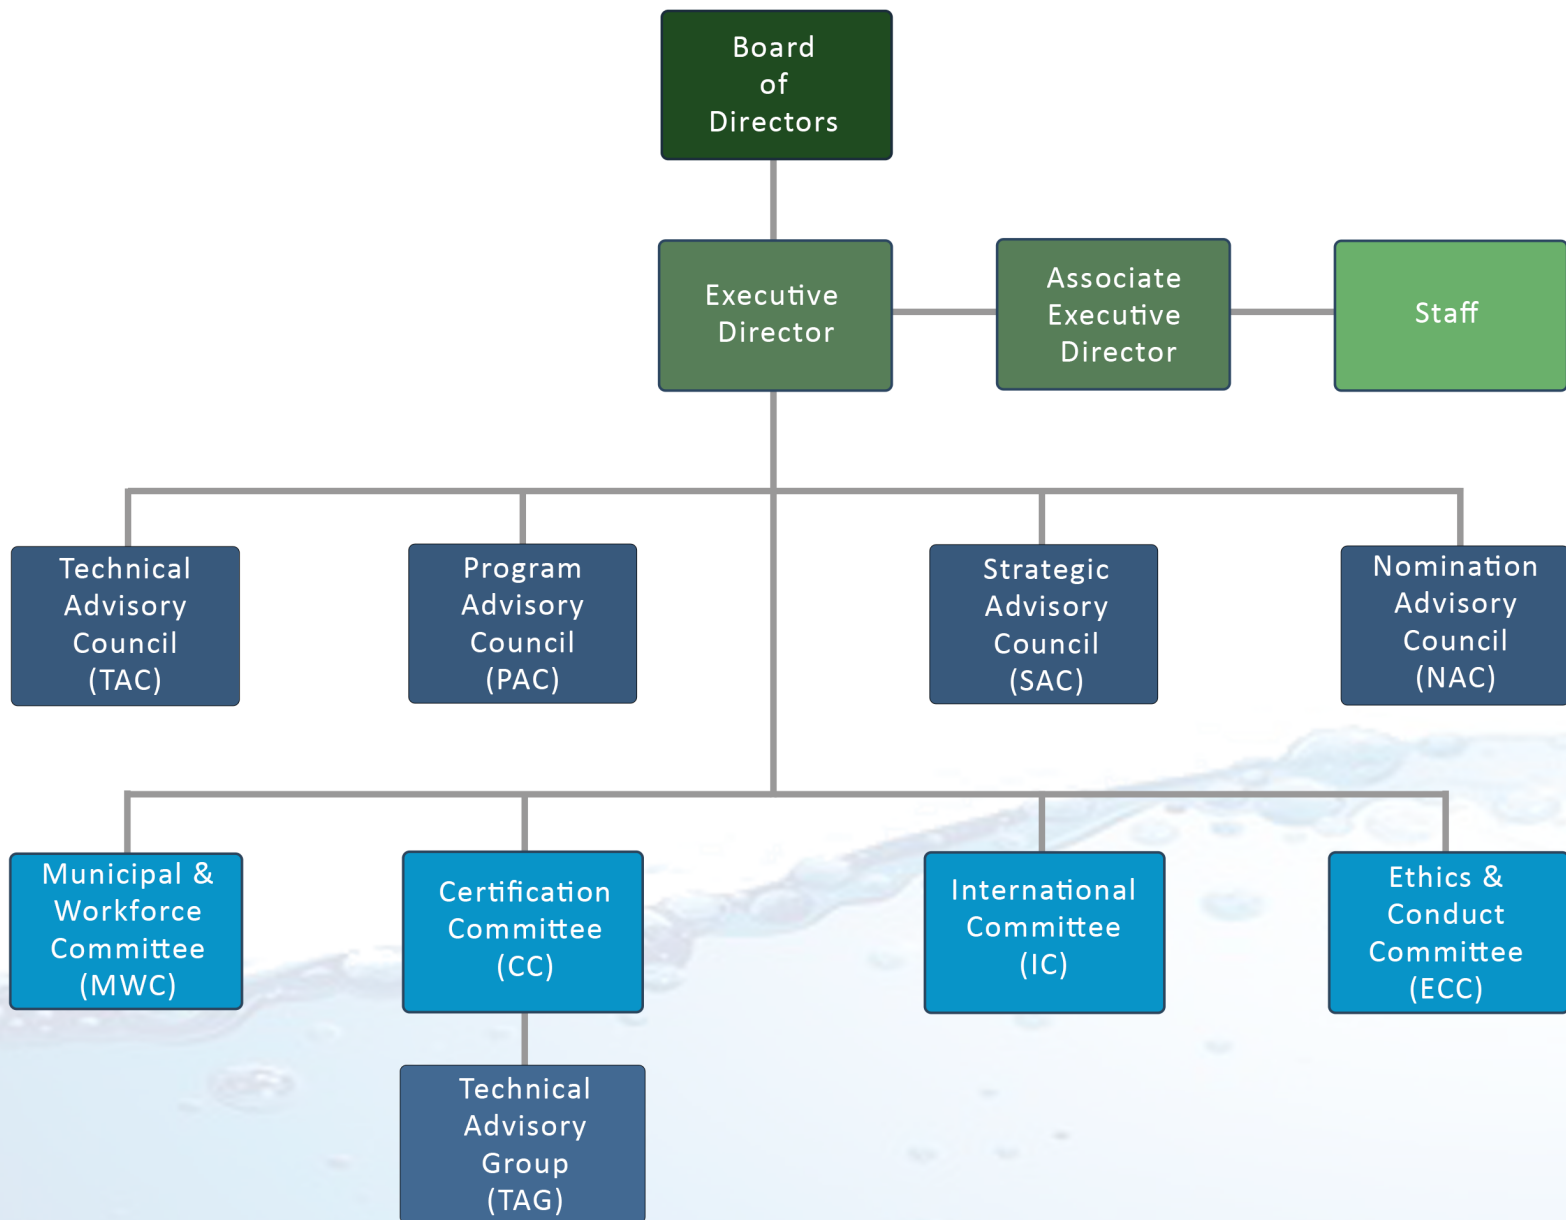 Board
of
Directors
Executive
Director
Associate
Executive
Director
Staff
Technical
Advisory
Council
(TAC)
Program
Advisory
Council
(PAC)
Strategic
Advisory
Council
(SAC)
Nomination
Advisory
Council
(NAC)
Municipal &
Workforce
Committee
(MWC)
Certification
Committee
(CC)
International
Committee
(IC)
Ethics &
Conduct
Committee
(ECC)
Technical
Advisory
Group
(TAG)